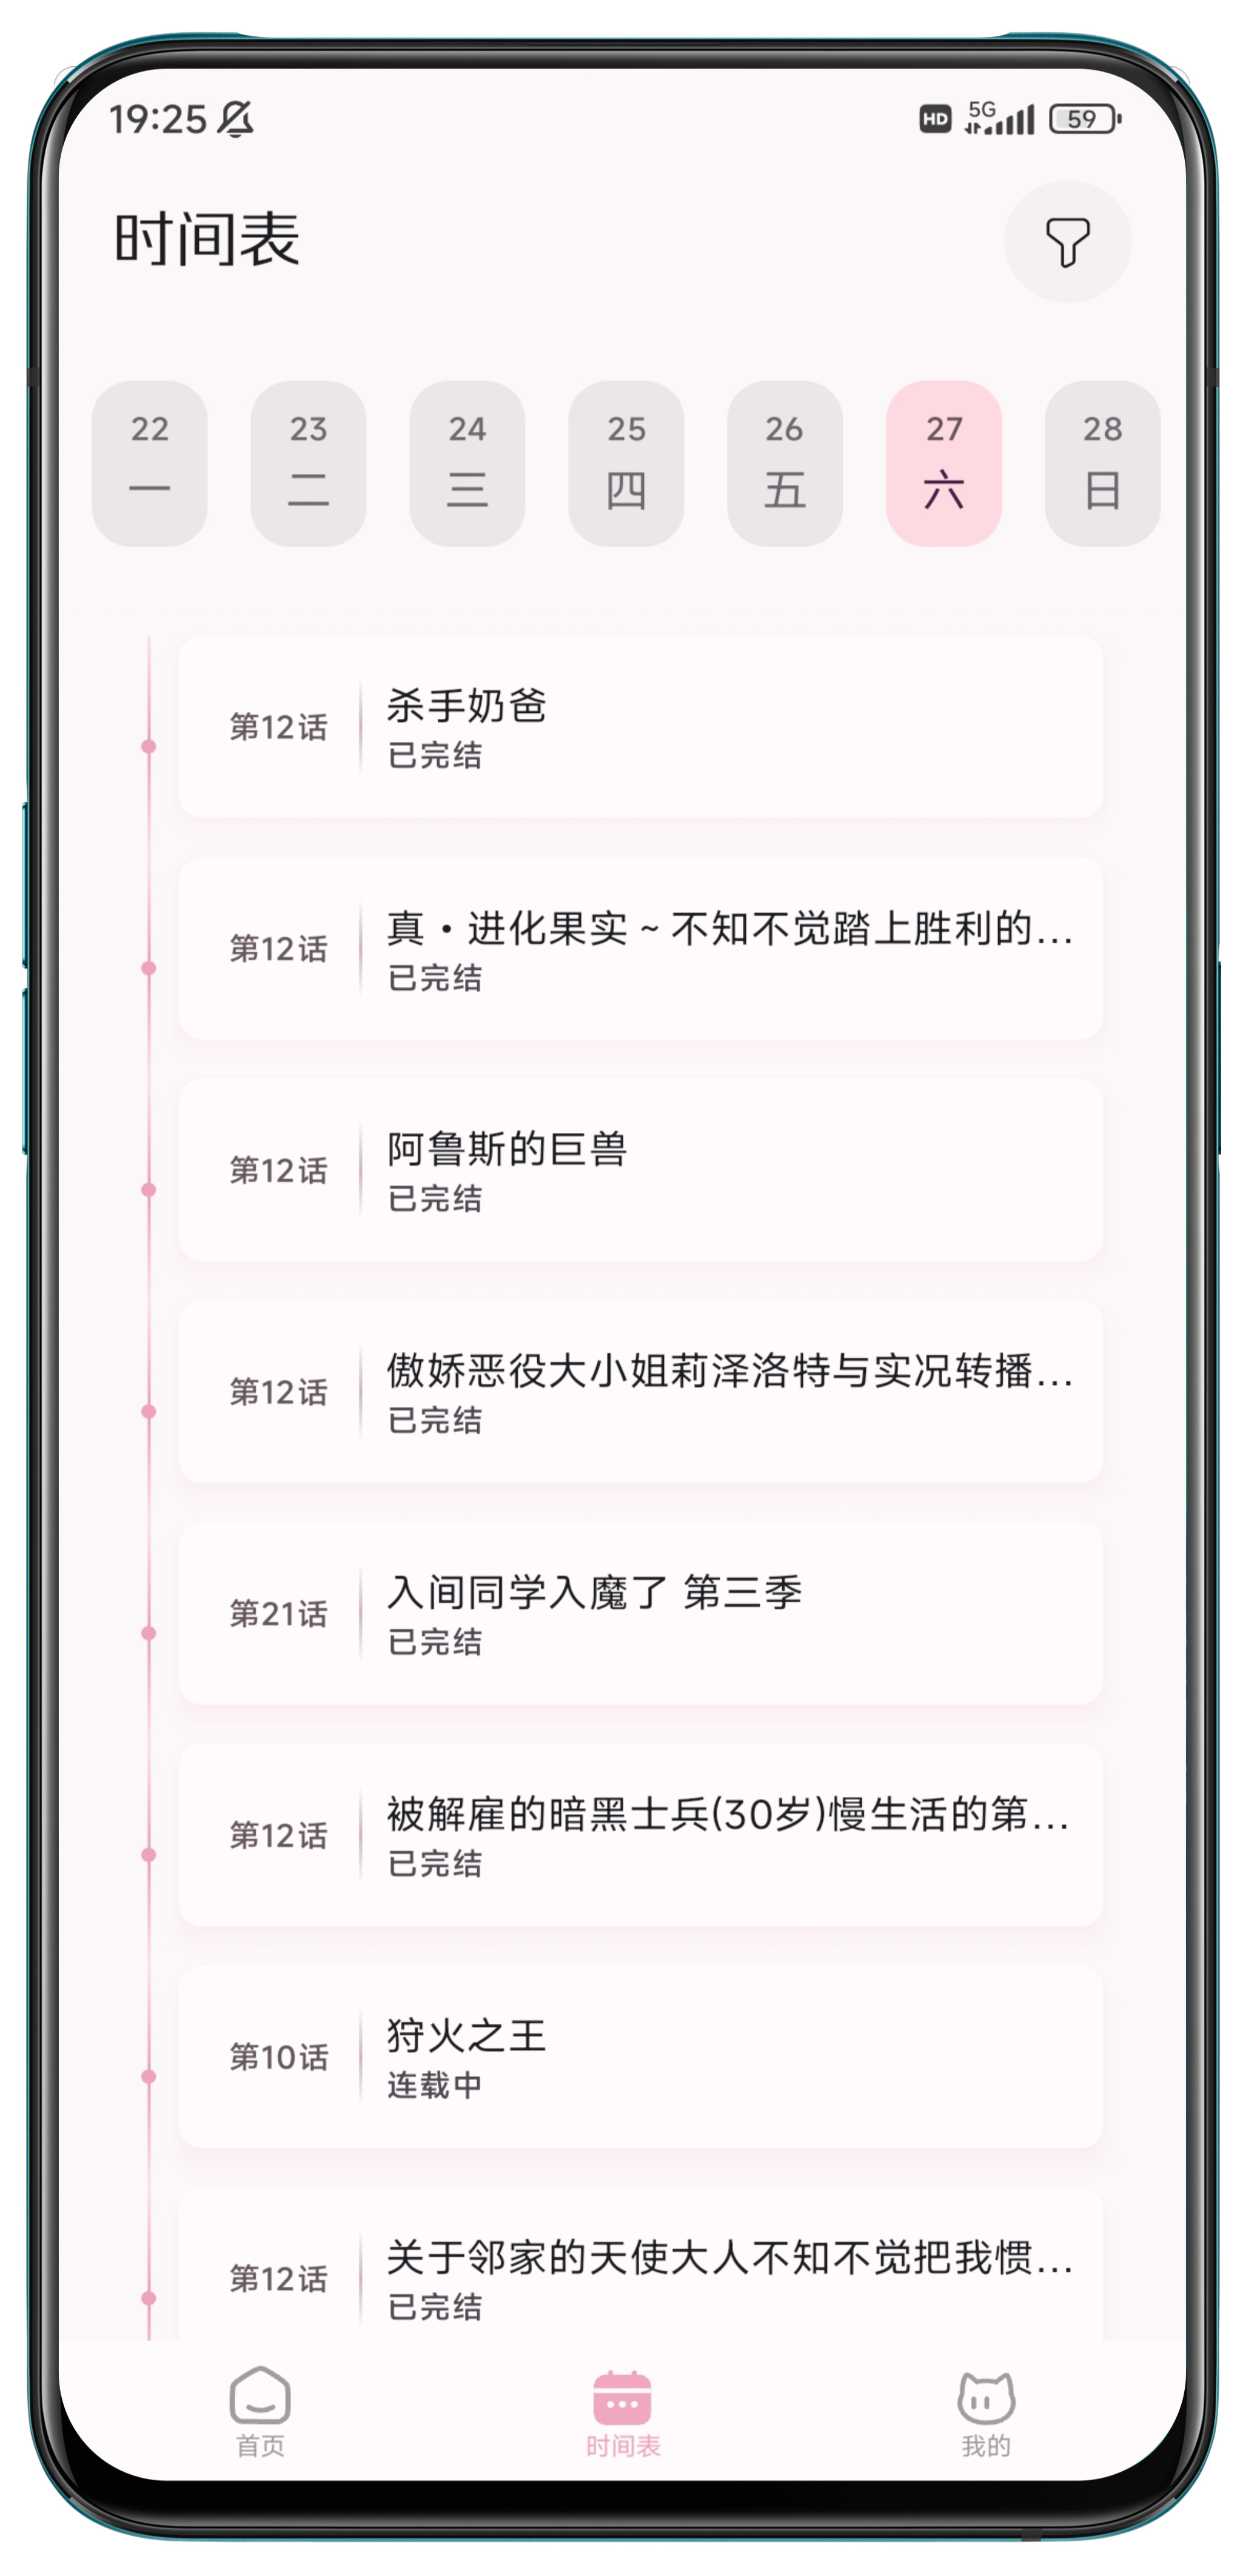 19:25 HD 5G 59
时间表
22 23 24 25 26 27 28
一 二 三 四 五 六 日
第12话
杀手奶爸
已完结
第12话
真・进化果实 ~ 不知不觉踏上胜利的...
已完结
第12话
阿鲁斯的巨兽
已完结
第12话
傲娇恶役大小姐莉泽洛特与实况转播...
已完结
第21话
入间同学入魔了 第三季
已完结
第12话
被解雇的暗黑士兵(30岁)慢生活的第...
已完结
第10话
狩火之王
连载中
第12话
关于邻家的天使大人不知不觉把我惯...
已完结
首页 时间表 我的